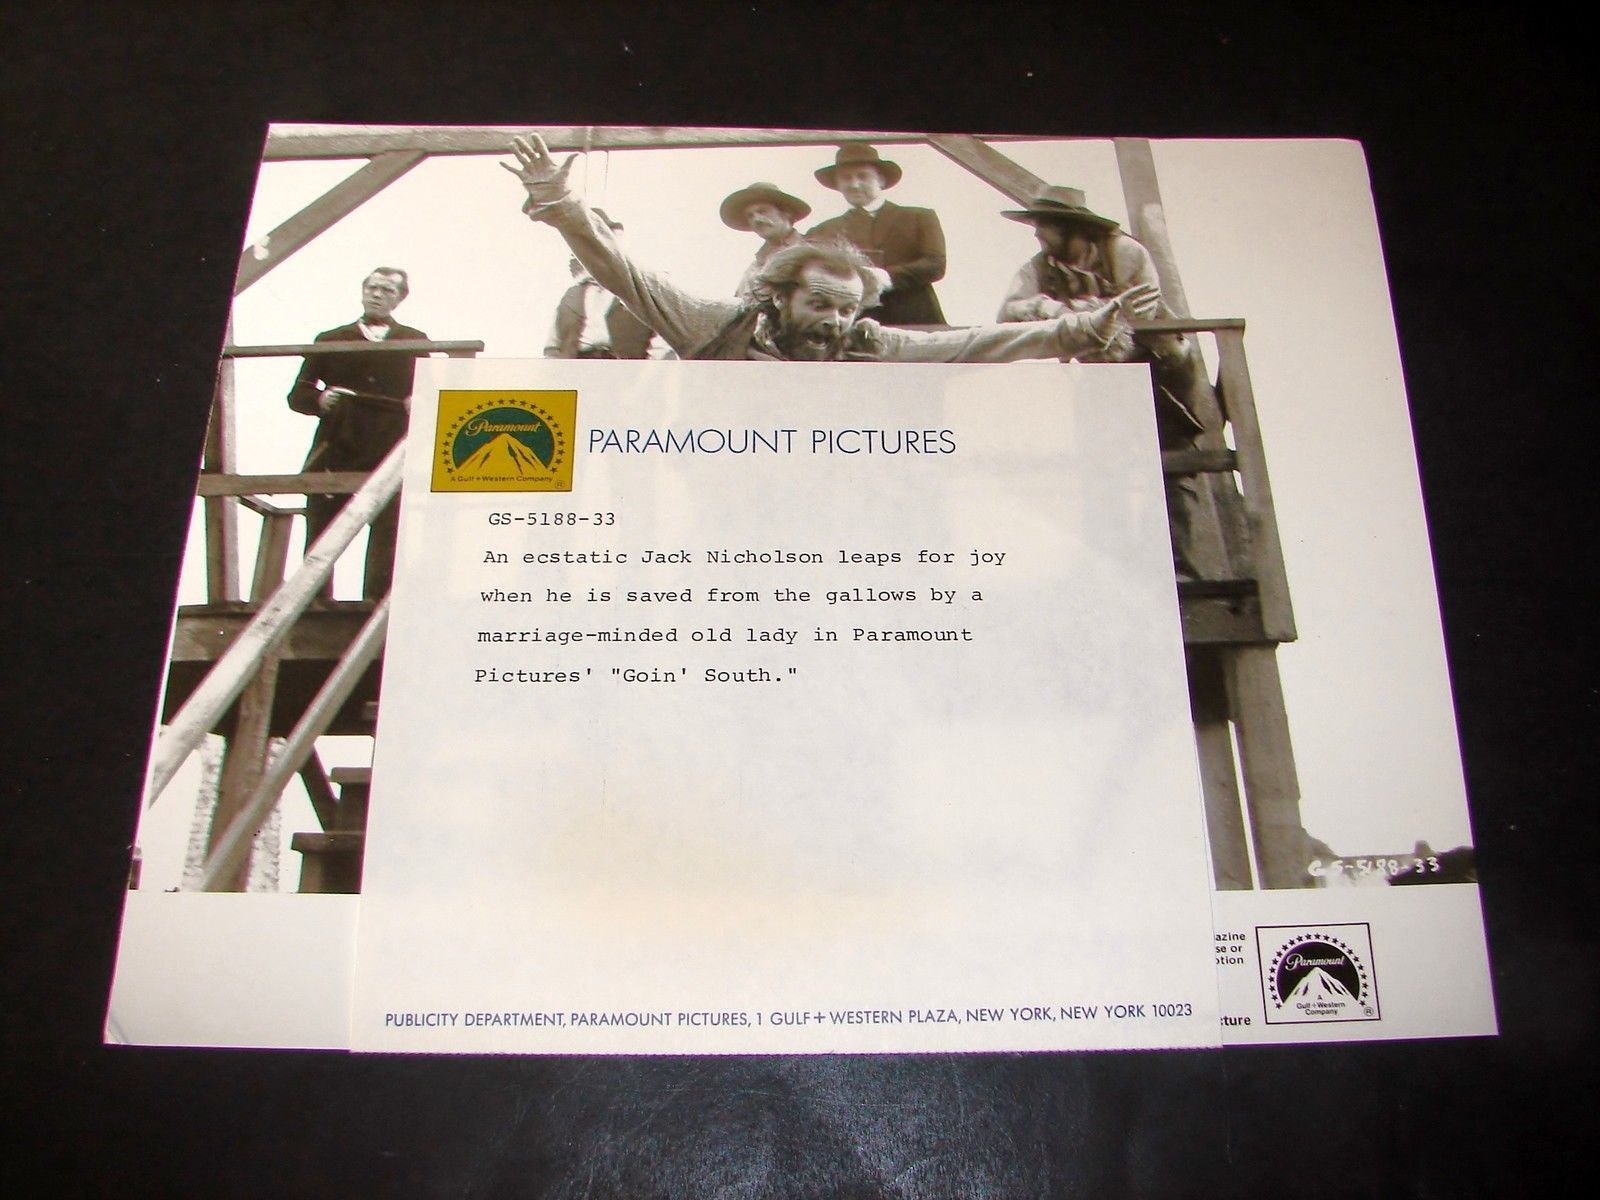 Paramount
A Gulf+Western Company
®
PARAMOUNT PICTURES
GS-5188-33
An ecstatic Jack Nicholson leaps for joy
when he is saved from the gallows by a
marriage-minded old lady in Paramount
Pictures' "Goin' South."
PUBLICITY DEPARTMENT, PARAMOUNT PICTURES, 1 GULF+WESTERN PLAZA, NEW YORK, NEW YORK 10023
GS-5188-33
azine
se or
otion
cture
Paramount
A
Gulf+Western
Company
®